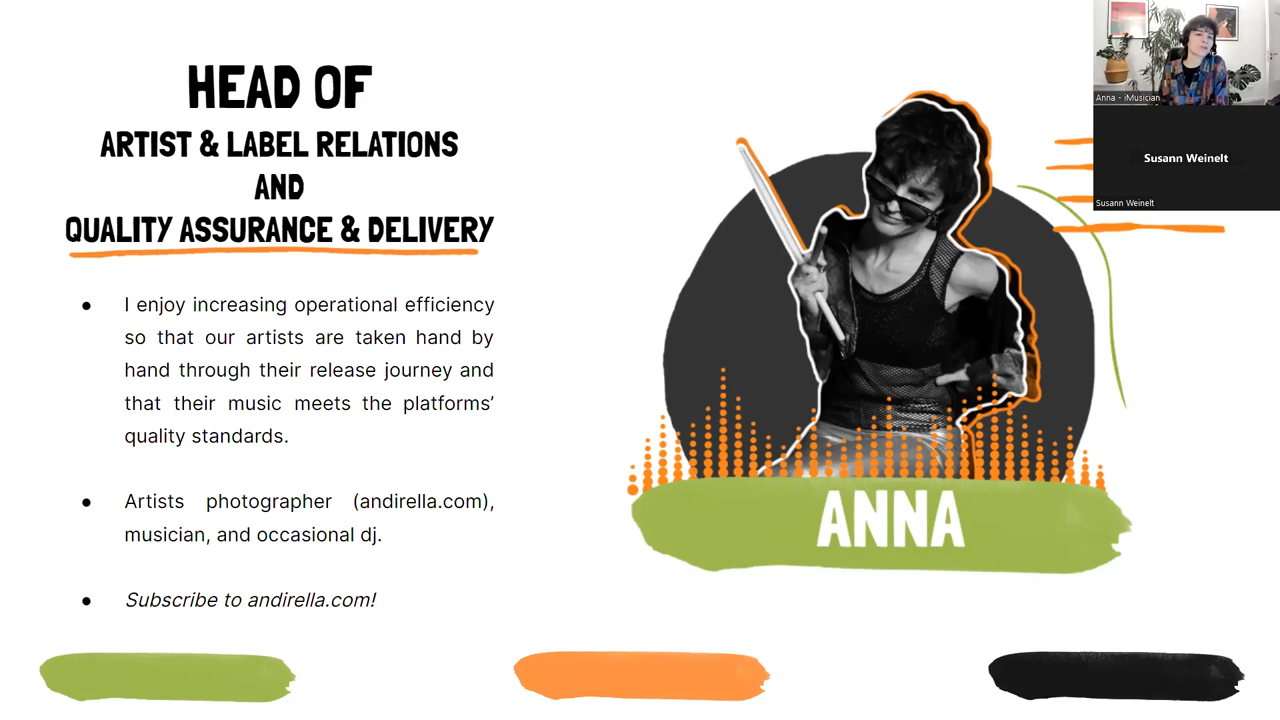 HEAD OF
ARTIST & LABEL RELATIONS
AND
QUALITY ASSURANCE & DELIVERY
● I enjoy increasing operational efficiency
so that our artists are taken hand by
hand through their release journey and
that their music meets the platforms’
quality standards.
● Artists photographer (andirella.com),
musician, and occasional dj.
● Subscribe to andirella.com!
ANNA
Anna - iMusician
Susann Weinelt
Susann Weinelt